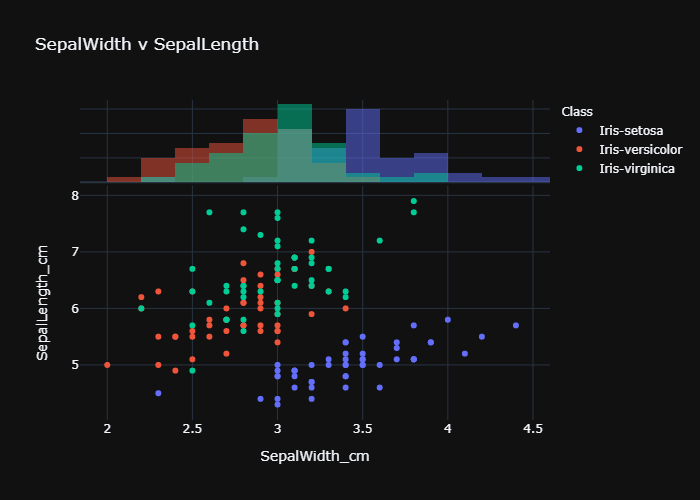 SepalWidth v SepalLength
Class
Iris-setosa
Iris-versicolor
Iris-virginica
8
7
6
5
SepalLength_cm
2 2.5 3 3.5 4 4.5
SepalWidth_cm